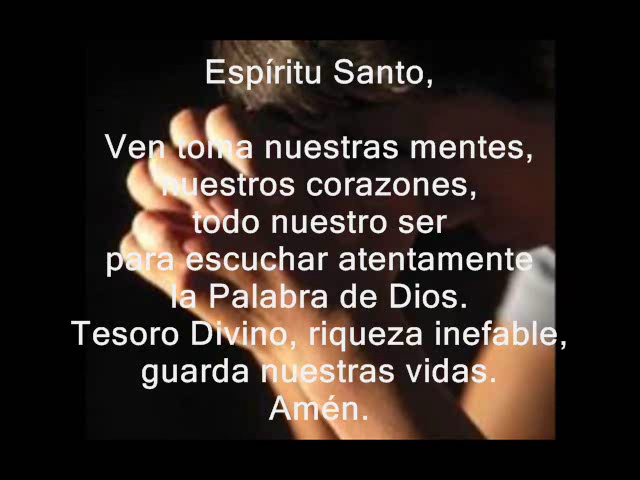 Espíritu Santo,
Ven toma nuestras mentes,
nuestros corazones,
todo nuestro ser
para escuchar atentamente
la Palabra de Dios.
Tesoro Divino, riqueza inefable,
guarda nuestras vidas.
Amén.